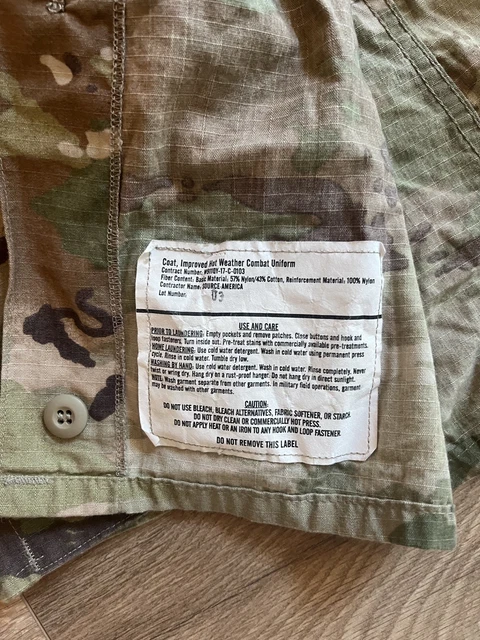 Coat, Improved Hot Weather Combat Uniform
Contract Number: 17-C-0103
Fiber Content: Basic Material: 57% Nylon/43% Cotton, Reinforcement Material: 100% Nylon
Contractor Name: SOURCE AMERICA
Lot Number:
USE AND CARE
PRIOR TO LAUNDERING: Empty pockets and remove patches. Close buttons and hook and
loop fasteners. Turn inside out. Pre-treat stains with commercially available pre-treatments.
HOME LAUNDERING: Use cold water detergent. Wash in cold water using permanent press
cycle. Rinse in cold water. Tumble dry low.
WASHING BY HAND: Use cold water detergent. Wash in cold water. Rinse completely. Never
twist or wring dry. Hang dry on a rust-proof hanger. Do not hang dry in direct sunlight.
NOTE: Wash garment separate from other garments. In military field operations, garment
may be washed with other garments.
CAUTION:
DO NOT USE BLEACH, BLEACH ALTERNATIVES, FABRIC SOFTENER, OR STARCH
DO NOT DRY CLEAN OR COMMERCIALLY HOT PRESS.
DO NOT APPLY HEAT OR AN IRON TO ANY HOOK AND LOOP FASTENER
DO NOT REMOVE THIS LABEL